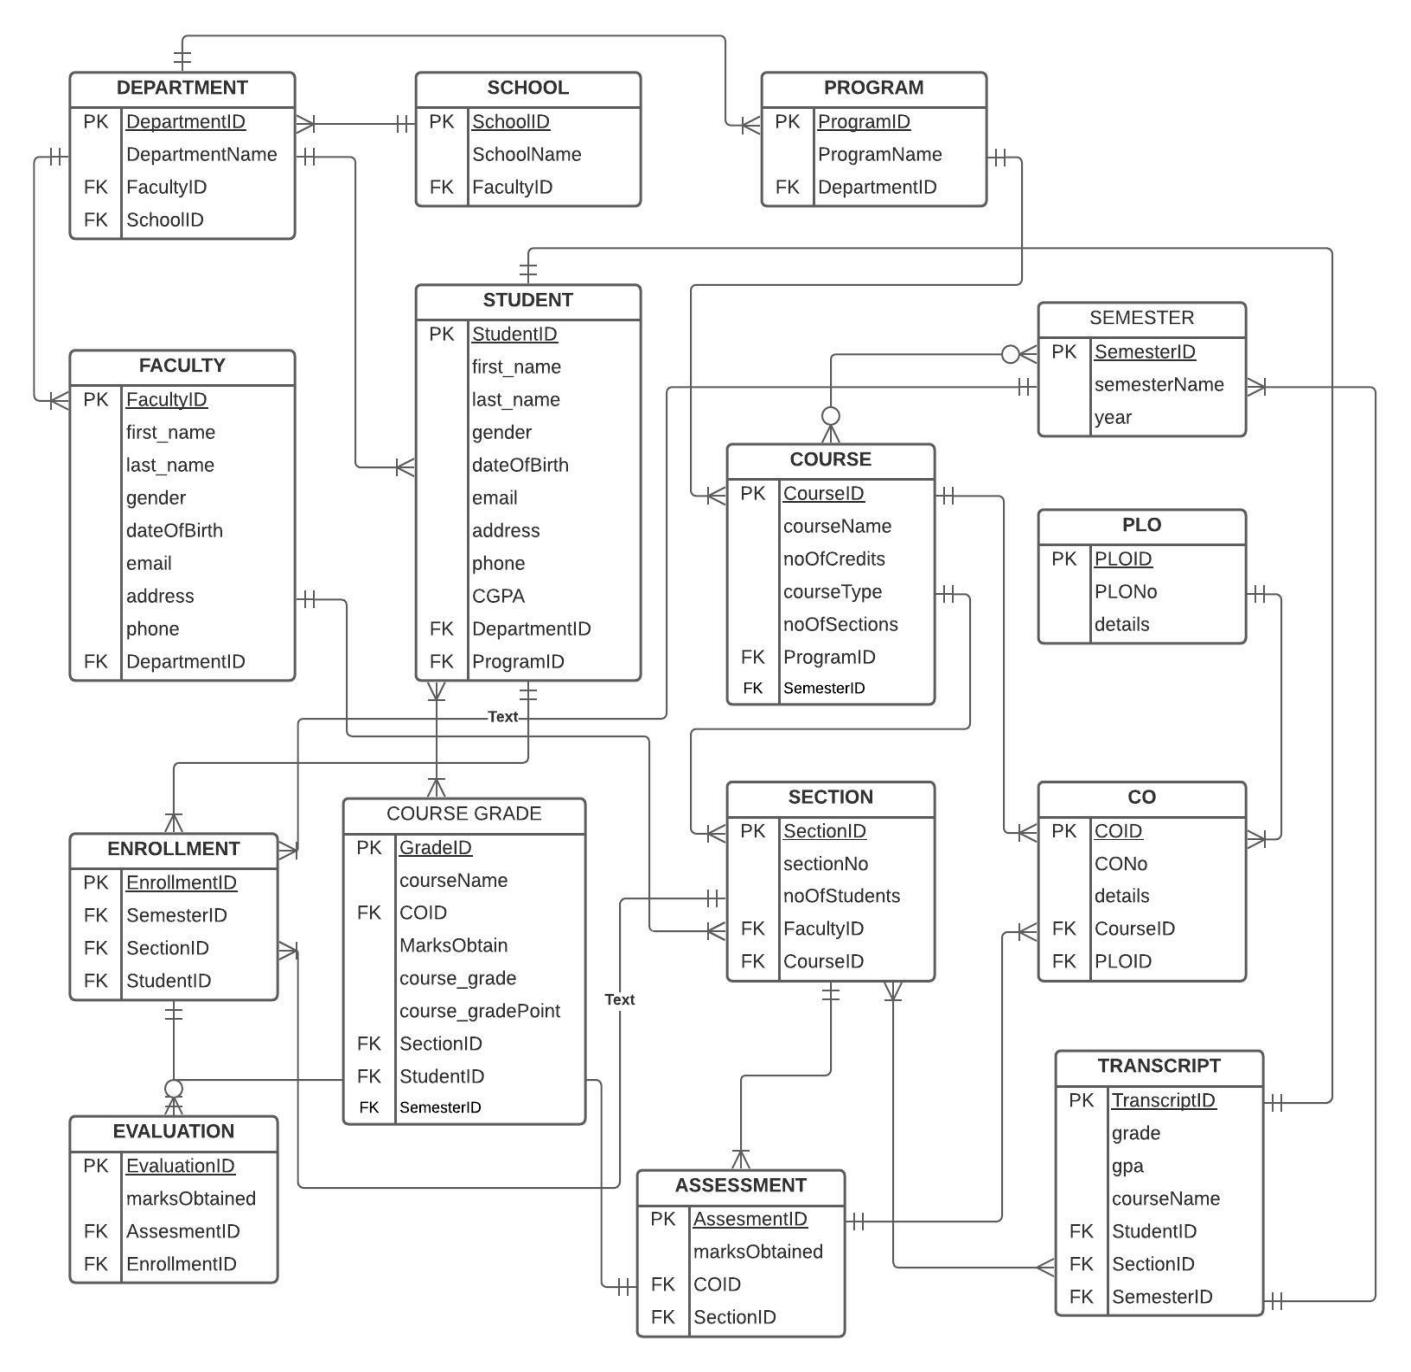 DEPARTMENT
PK DepartmentID
DepartmentName
FK FacultyID
FK SchoolID
SCHOOL
PK SchoolID
SchoolName
FK FacultyID
PROGRAM
PK ProgramID
ProgramName
FK DepartmentID
FACULTY
PK FacultyID
first_name
last_name
gender
dateOfBirth
email
address
phone
FK DepartmentID
STUDENT
PK StudentID
first_name
last_name
gender
dateOfBirth
email
address
phone
CGPA
FK DepartmentID
FK ProgramID
SEMESTER
PK SemesterID
semesterName
year
COURSE
PK CourseID
courseName
noOfCredits
courseType
noOfSections
FK ProgramID
FK SemesterID
PLO
PK PLOID
PLONo
details
Text
ENROLLMENT
PK EnrollmentID
FK SemesterID
FK SectionID
FK StudentID
COURSE GRADE
PK GradeID
courseName
FK COID
MarksObtain
course_grade
course_gradePoint
FK SectionID
FK StudentID
FK SemesterID
Text
SECTION
PK SectionID
sectionNo
noOfStudents
FK FacultyID
FK CourseID
CO
PK COID
CONo
details
FK CourseID
FK PLOID
EVALUATION
PK EvaluationID
marksObtained
FK AssesmentID
FK EnrollmentID
ASSESSMENT
PK AssesmentID
marksObtained
FK COID
FK SectionID
TRANSCRIPT
PK TranscriptID
grade
gpa
courseName
FK StudentID
FK SectionID
FK SemesterID